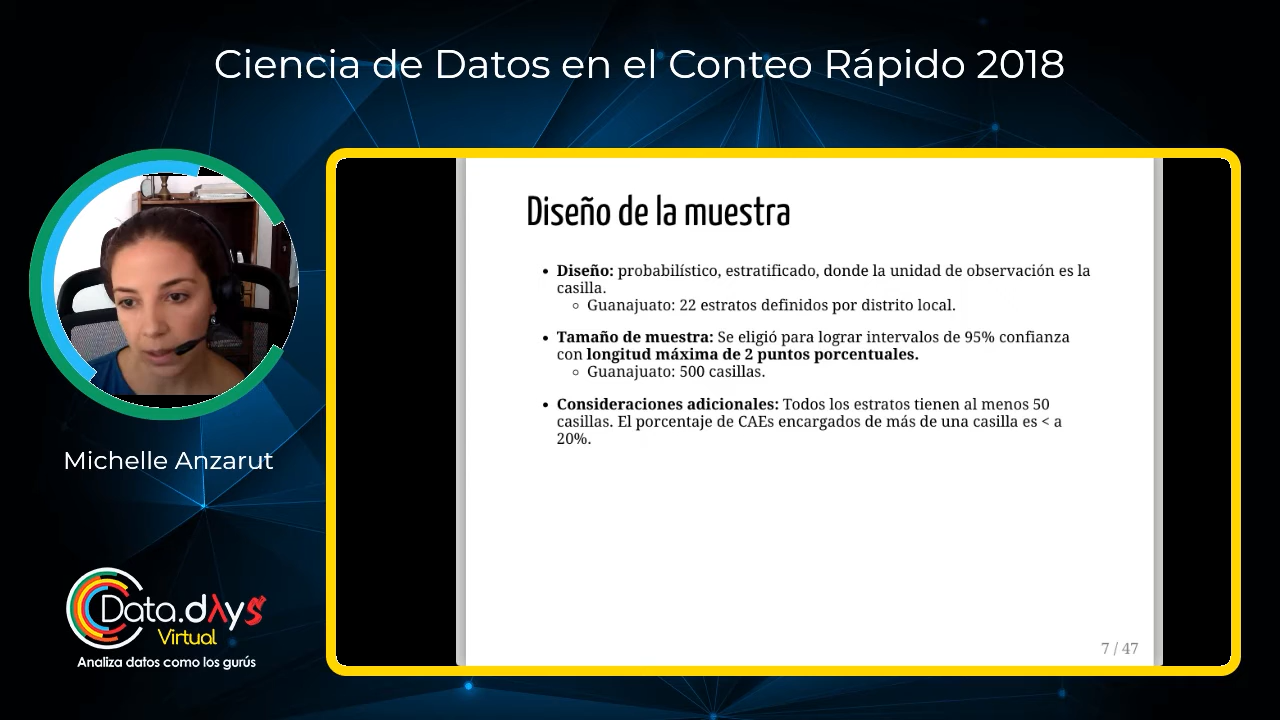 Ciencia de Datos en el Conteo Rápido 2018
Diseño de la muestra
• Diseño: probabilístico, estratificado, donde la unidad de observación es la
casilla.
◦ Guanajuato: 22 estratos definidos por distrito local.
• Tamaño de muestra: Se eligió para lograr intervalos de 95% confianza
con longitud máxima de 2 puntos porcentuales.
◦ Guanajuato: 500 casillas.
• Consideraciones adicionales: Todos los estratos tienen al menos 50
casillas. El porcentaje de CAEs encargados de más de una casilla es < a
20%.
7 / 47
Michelle Anzarut
Data.dλys
Virtual
Analiza datos como los gurús